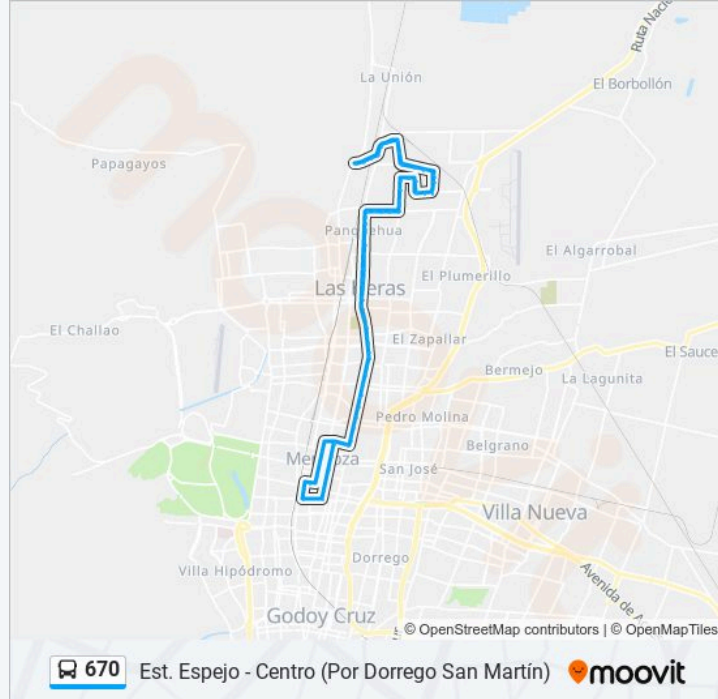 La Unión
Ruta Naci
El Borbollón
Papagayos
Panquehua
El Algarrobal
El Plumerillo
Las Heras
El Challao
El Zapallar
El Sauce
Bermejo
La Lagunita
Pedro Molina
Belgrano
Mendoza
San José
Villa Nueva
Dorrego
Villa Hipódromo
Avenida de A
Godoy Cruz
© OpenStreetMap contributors | © OpenMapTiles
670 Est. Espejo - Centro (Por Dorrego San Martín) moovit